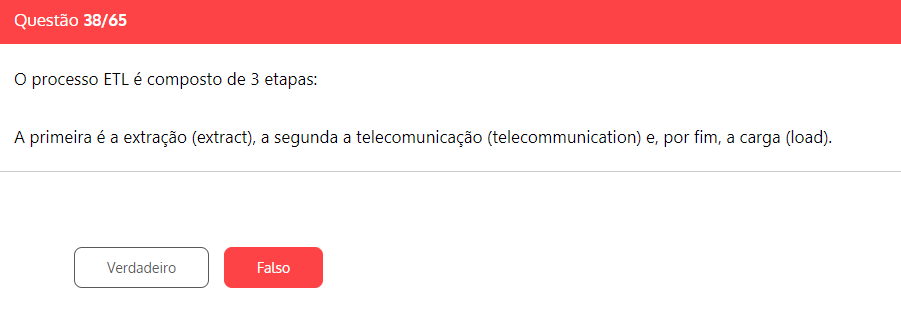 Questão 38/65
O processo ETL é composto de 3 etapas:
A primeira é a extração (extract), a segunda a telecomunicação (telecommunication) e, por fim, a carga (load).
Verdadeiro
Falso